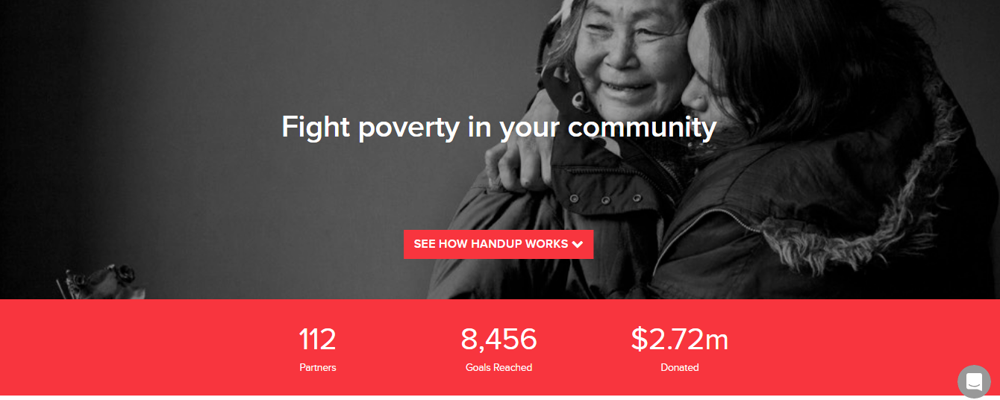 Fight poverty in your community
SEE HOW HANDUP WORKS
112
8,456
$2.72m
Partners
Goals Reached
Donated